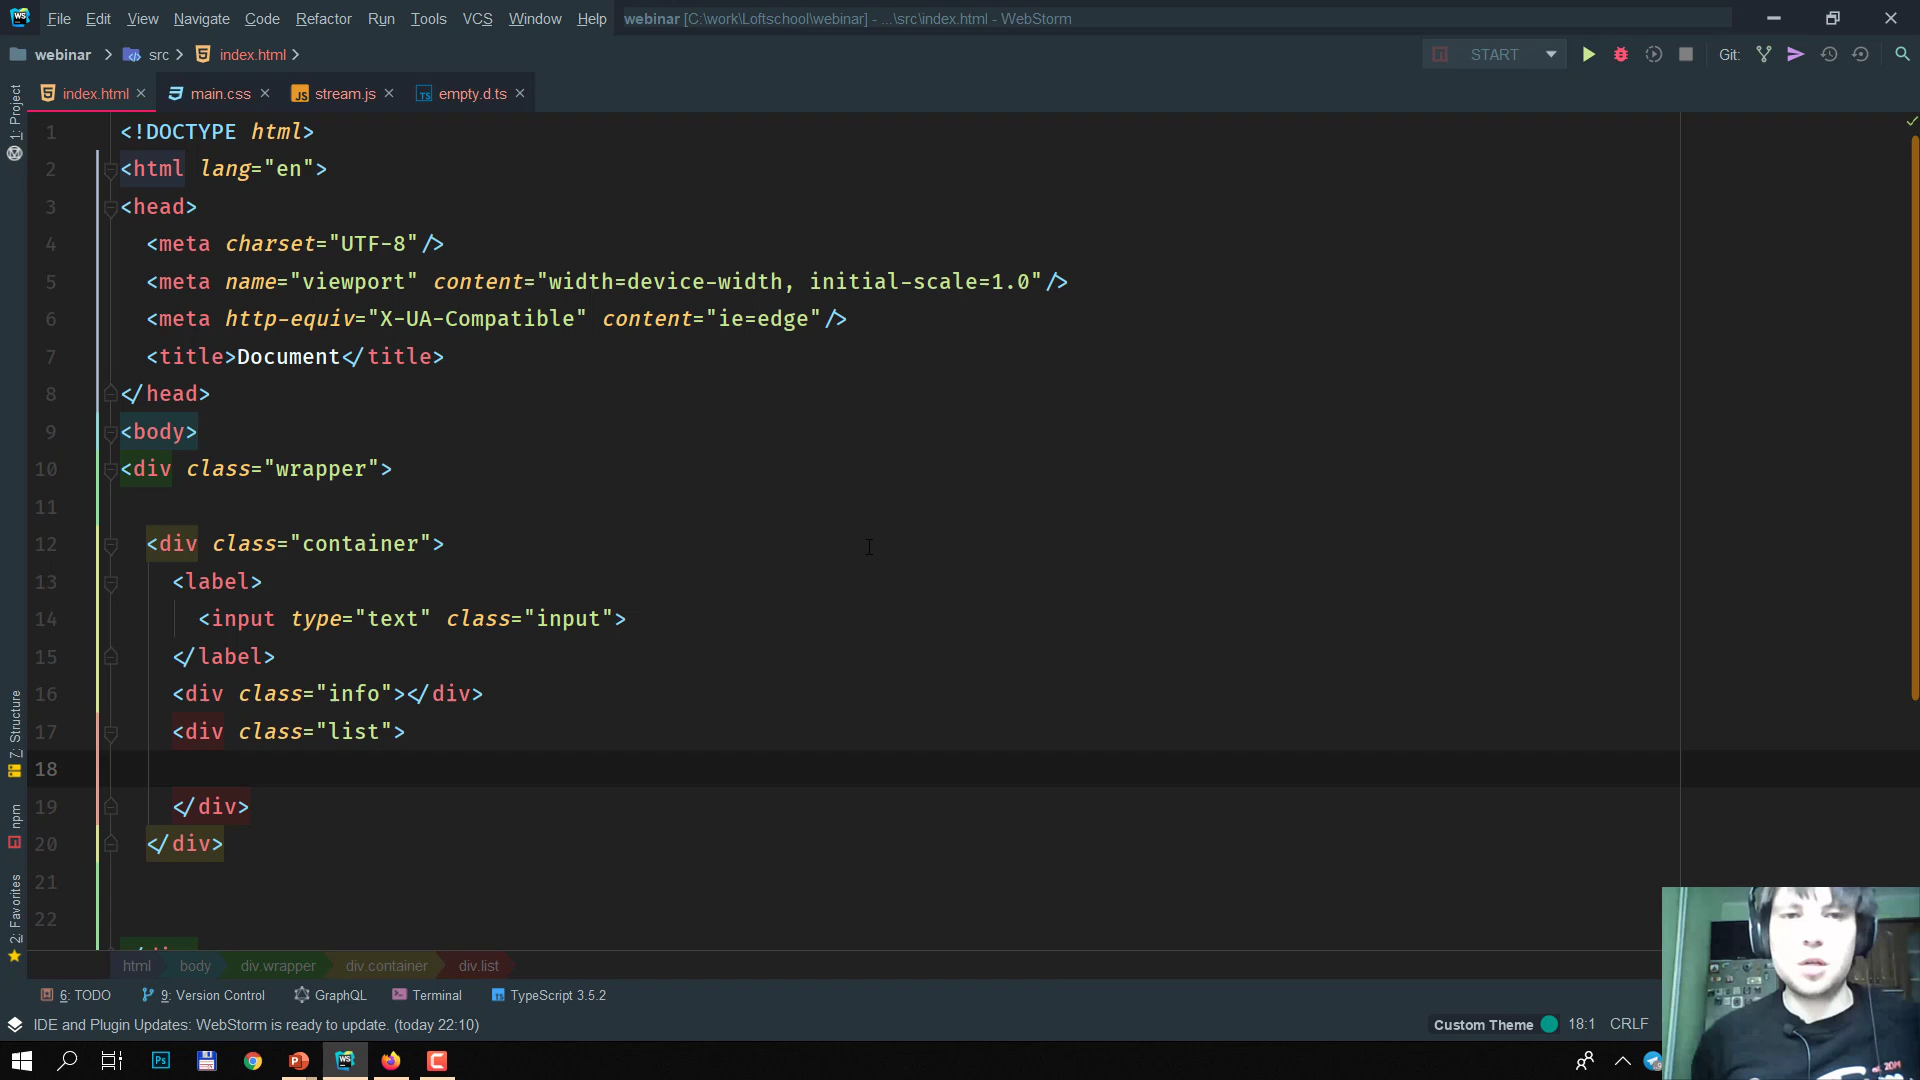 File Edit View Navigate Code Refactor Run Tools VCS Window Help webinar [C:\work\Loftschool\webinar] - ...\src\index.html - WebStorm
webinar src index.html START Git:
index.html main.css stream.js empty.d.ts
1: Project
1 <!DOCTYPE html>
2 <html lang="en">
3 <head>
4 <meta charset="UTF-8"/>
5 <meta name="viewport" content="width=device-width, initial-scale=1.0"/>
6 <meta http-equiv="X-UA-Compatible" content="ie=edge"/>
7 <title>Document</title>
8 </head>
9 <body>
10 <div class="wrapper">
11
12 <div class="container">
13 <label>
14 <input type="text" class="input">
15 </label>
16 <div class="info"></div>
17 <div class="list">
18
19 </div>
20 </div>
21
22
7: Structure
npm
2: Favorites
html body div.wrapper div.container div.list
6: TODO 9: Version Control GraphQL Terminal TypeScript 3.5.2
IDE and Plugin Updates: WebStorm is ready to update. (today 22:10) Custom Theme 18:1 CRLF
Ps WS